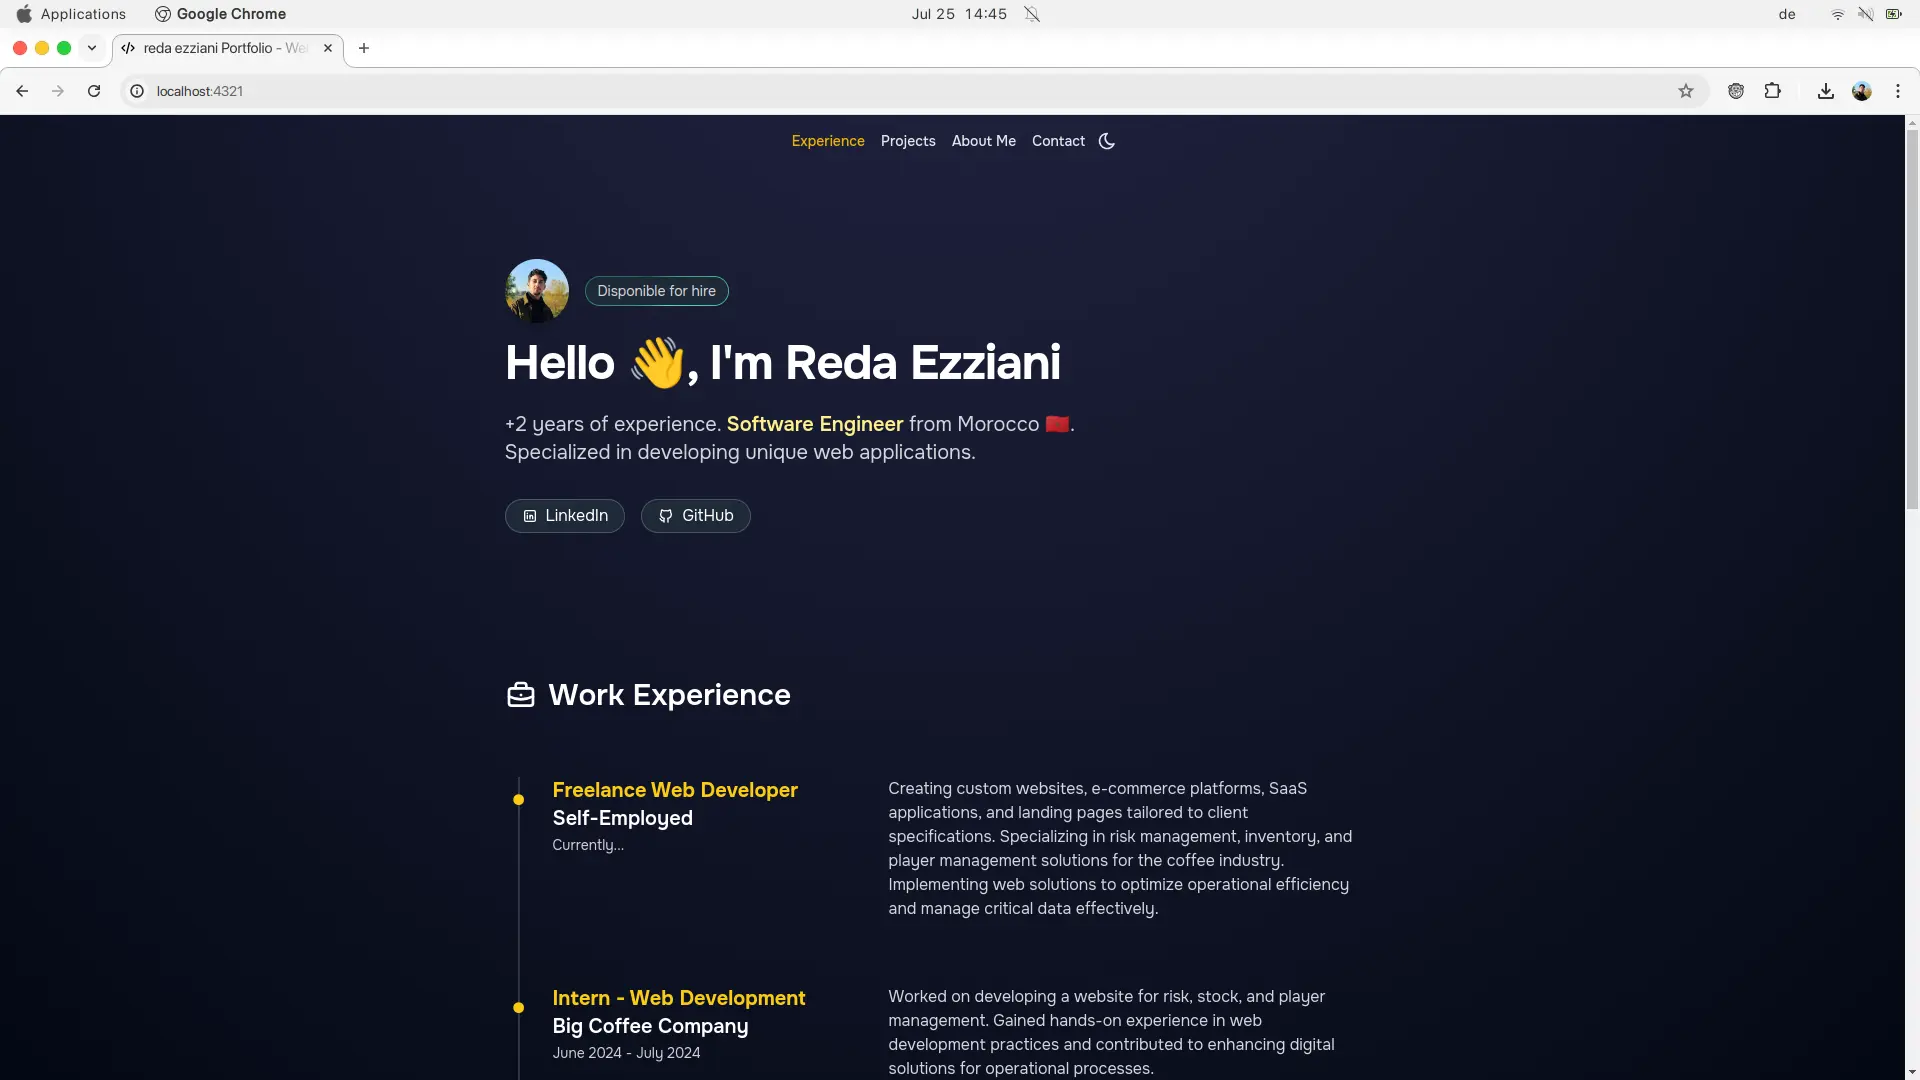 Applications Google Chrome Jul 25 14:45 de
reda ezziani Portfolio - We
localhost:4321
Experience Projects About Me Contact
Disponible for hire
Hello 👋, I'm Reda Ezziani
+2 years of experience. Software Engineer from Morocco 🇲🇦.
Specialized in developing unique web applications.
LinkedIn GitHub
Work Experience
Freelance Web Developer
Self-Employed
Currently...
Creating custom websites, e-commerce platforms, SaaS
applications, and landing pages tailored to client
specifications. Specializing in risk management, inventory, and
player management solutions for the coffee industry.
Implementing web solutions to optimize operational efficiency
and manage critical data effectively.
Intern - Web Development
Big Coffee Company
June 2024 - July 2024
Worked on developing a website for risk, stock, and player
management. Gained hands-on experience in web
development practices and contributed to enhancing digital
solutions for operational processes.